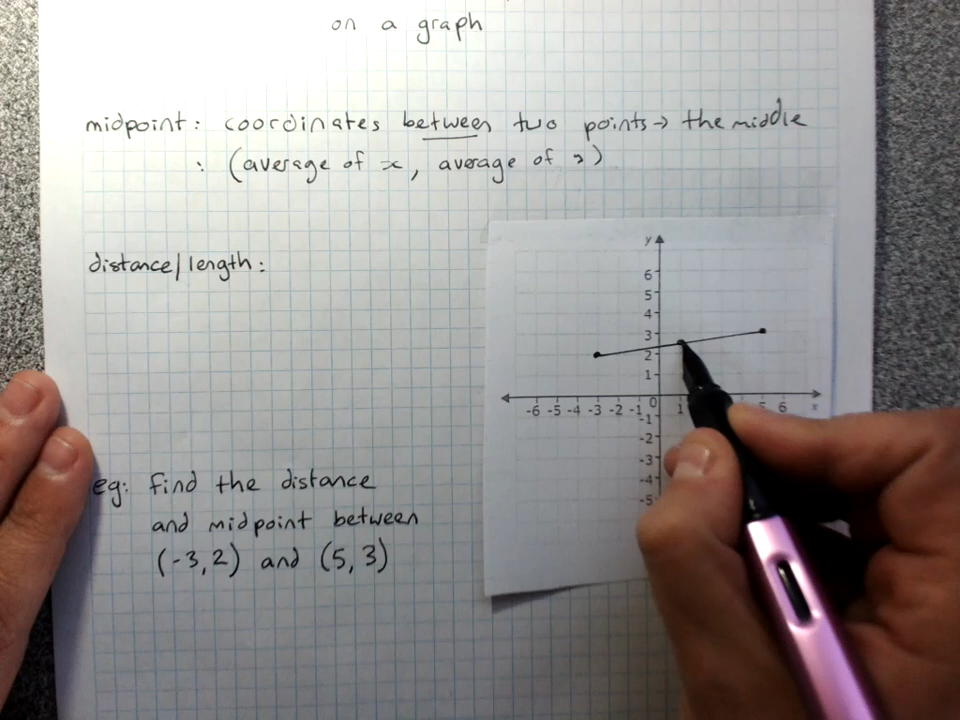 on a graph
midpoint: coordinates between two points → the middle
: (average of x, average of y)
distance/length:
y
6
5
4
3
2
1
-6 -5 -4 -3 -2 -1 0 1 5 6 x
-1
-2
-3
-4
-5
eg: find the distance
and midpoint between
(-3,2) and (5,3)